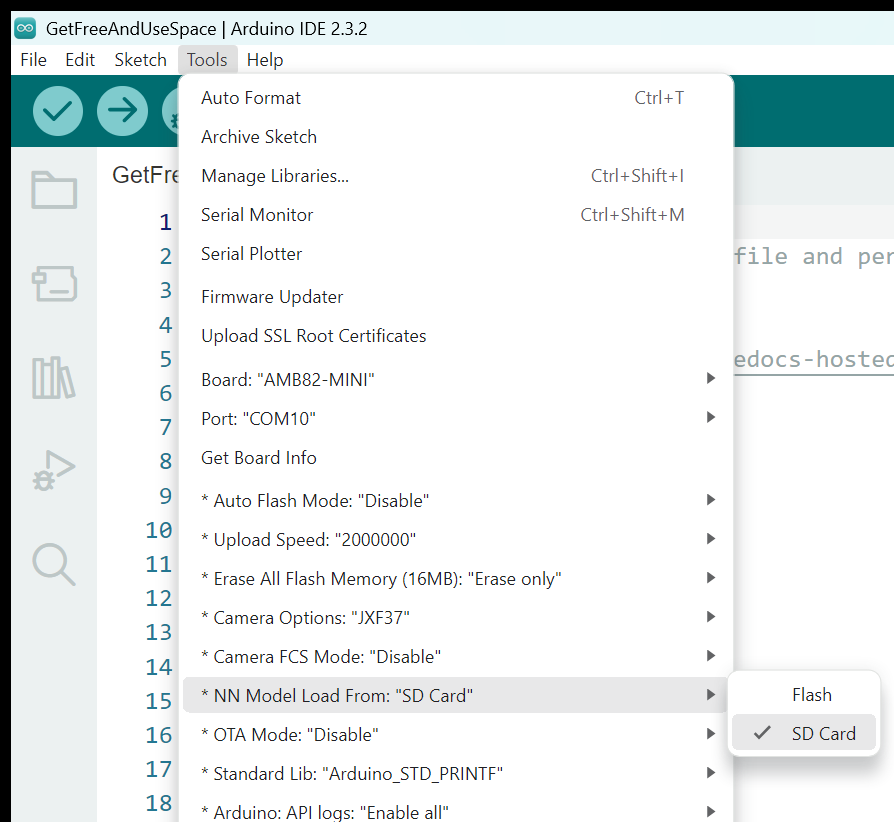 GetFreeAndUseSpace | Arduino IDE 2.3.2
File Edit Sketch Tools Help
Auto Format Ctrl+T
Archive Sketch
Manage Libraries... Ctrl+Shift+I
Serial Monitor Ctrl+Shift+M
Serial Plotter
Firmware Updater
Upload SSL Root Certificates
Board: "AMB82-MINI"
Port: "COM10"
Get Board Info
* Auto Flash Mode: "Disable"
* Upload Speed: "2000000"
* Erase All Flash Memory (16MB): "Erase only"
* Camera Options: "JXF37"
* Camera FCS Mode: "Disable"
* NN Model Load From: "SD Card"
* OTA Mode: "Disable"
* Standard Lib: "Arduino_STD_PRINTF"
* Arduino: API logs: "Enable all"
Flash
SD Card
GetFre
1
2
3
4
5
6
7
8
9
10
11
12
13
14
15
16
17
18
file and per
edocs-hosted